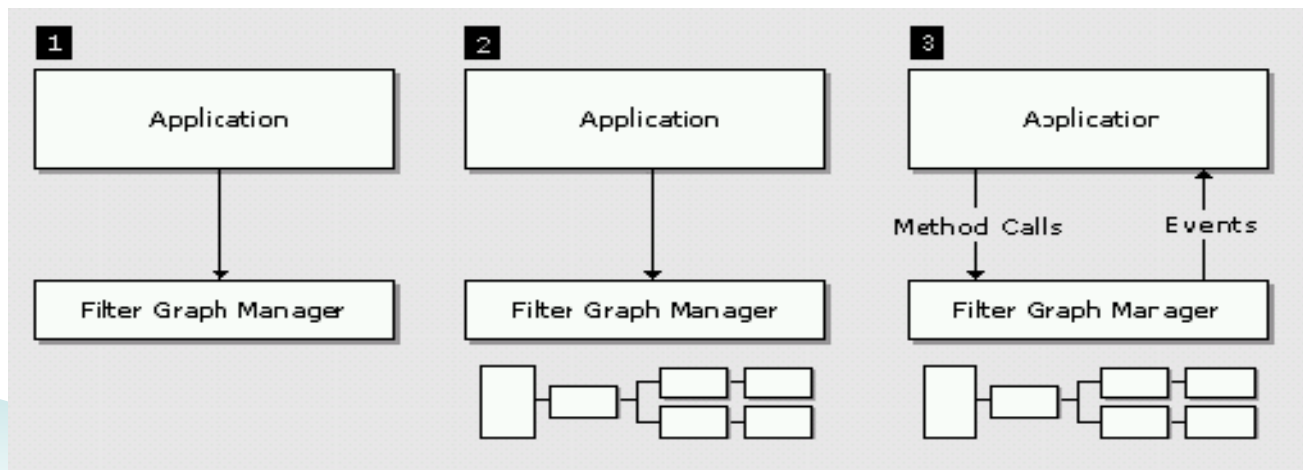 1
Application
Filter Graph Manager
2
Application
Filter Graph Manager
3
Application
Method Calls
Events
Filter Graph Manager